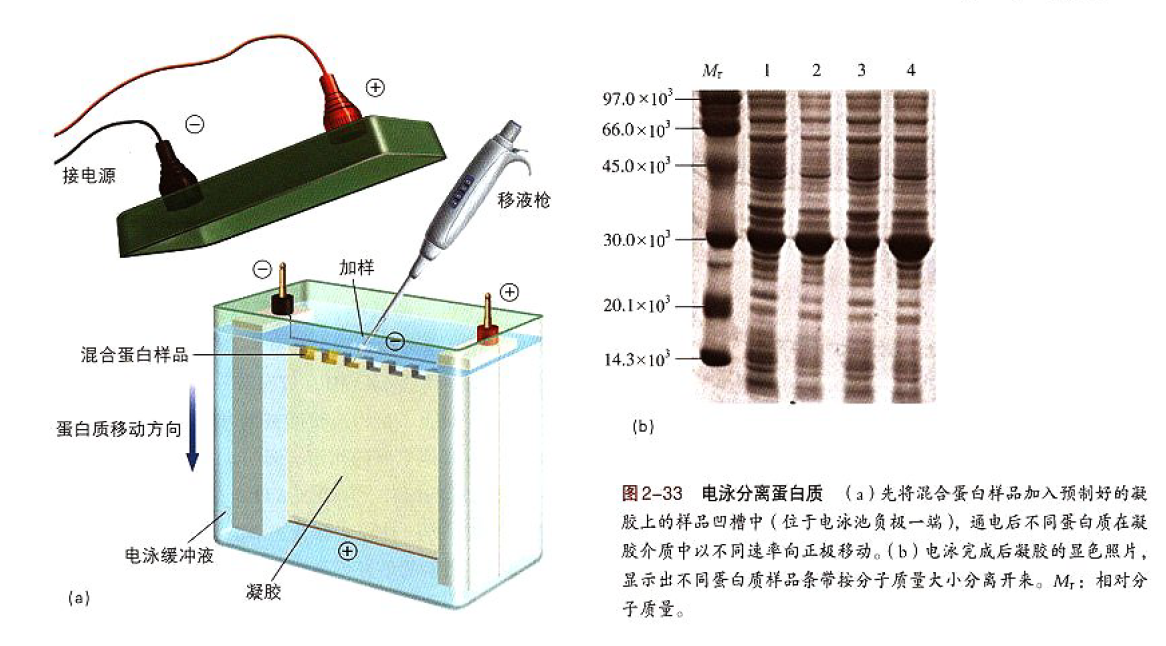 ⊕
⊖
接电源
移液枪
⊖
加样
⊕
⊖
混合蛋白样品
蛋白质移动方向
电泳缓冲液
⊕
凝胶
(a)
Mr 1 2 3 4
97.0×10³
66.0×10³
45.0×10³
30.0×10³
20.1×10³
14.3×10³
(b)
图2-33 电泳分离蛋白质 (a)先将混合蛋白样品加入预制好的凝
胶上的样品凹槽中(位于电泳池负极一端),通电后不同蛋白质在凝
胶介质中以不同速率向正极移动。(b)电泳完成后凝胶的显色照片,
显示出不同蛋白质样品条带按分子质量大小分离开来。Mr:相对分
子质量。